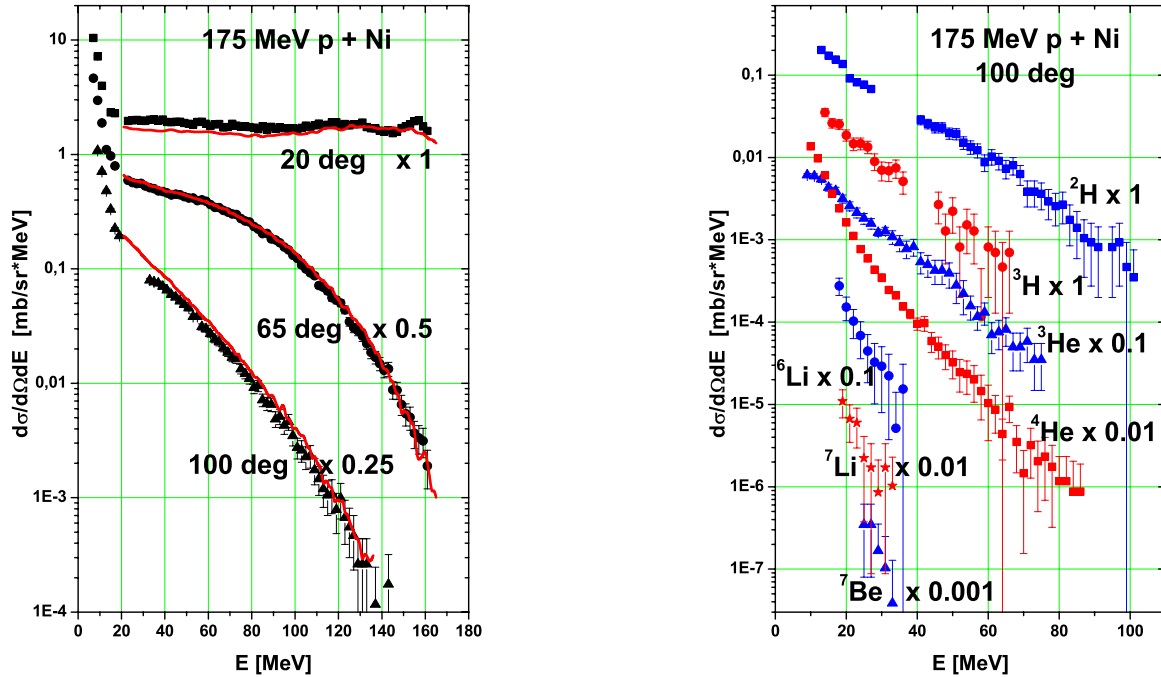 175 MeV p + Ni
20 deg x 1
65 deg x 0.5
100 deg x 0.25
10
1
0,1
0,01
1E-3
1E-4
0 20 40 60 80 100 120 140 160 180
E [MeV]
dσ/dΩdE [mb/sr*MeV]
175 MeV p + Ni
100 deg
²H x 1
³H x 1
³He x 0.1
⁶Li x 0.1
⁴He x 0.01
⁷Li x 0.01
⁷Be x 0.001
0,1
0,01
1E-3
1E-4
1E-5
1E-6
1E-7
20 40 60 80 100
E [MeV]
dσ/dΩdE [mb/sr*MeV]